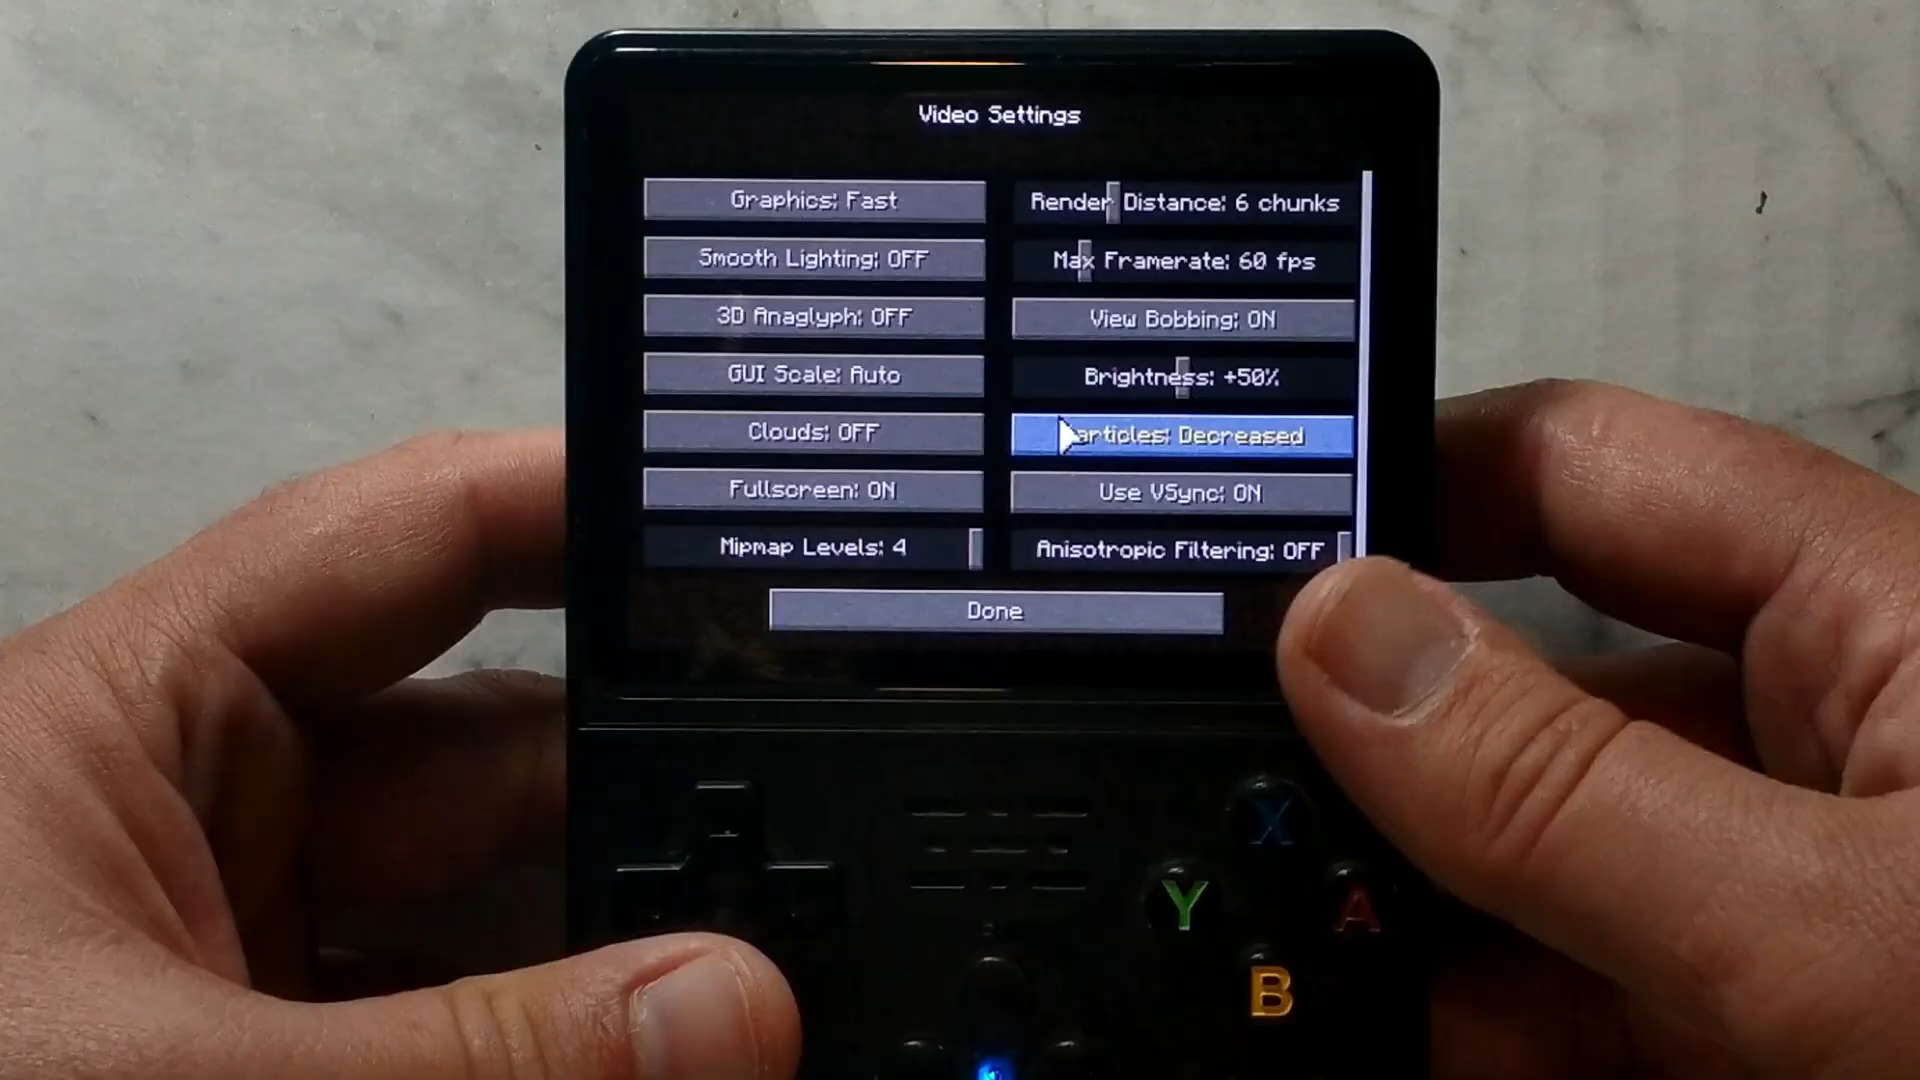 Video Settings
Graphics: Fast
Render Distance: 6 chunks
Smooth Lighting: OFF
Max Framerate: 60 fps
3D Anaglyph: OFF
View Bobbing: ON
GUI Scale: Auto
Brightness: +50%
Clouds: OFF
articles: Decreased
Fullscreen: ON
Use VSync: ON
Mipmap Levels: 4
Anisotropic Filtering: OFF
Done
X
Y
A
B